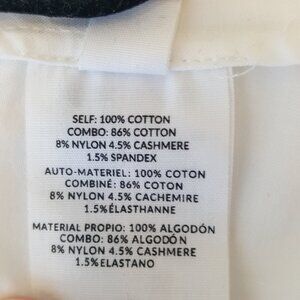 SELF: 100% COTTON
COMBO: 86% COTTON
8% NYLON 4.5% CASHMERE
1.5% SPANDEX
AUTO-MATERIEL: 100% COTON
COMBINÉ: 86% COTON
8% NYLON 4.5% CACHEMIRE
1.5%ÉLASTHANNE
MATERIAL PROPIO: 100% ALGODÓN
COMBO: 86% ALGODÓN
8% NYLON 4.5% CASHMERE
1.5%ELASTANO